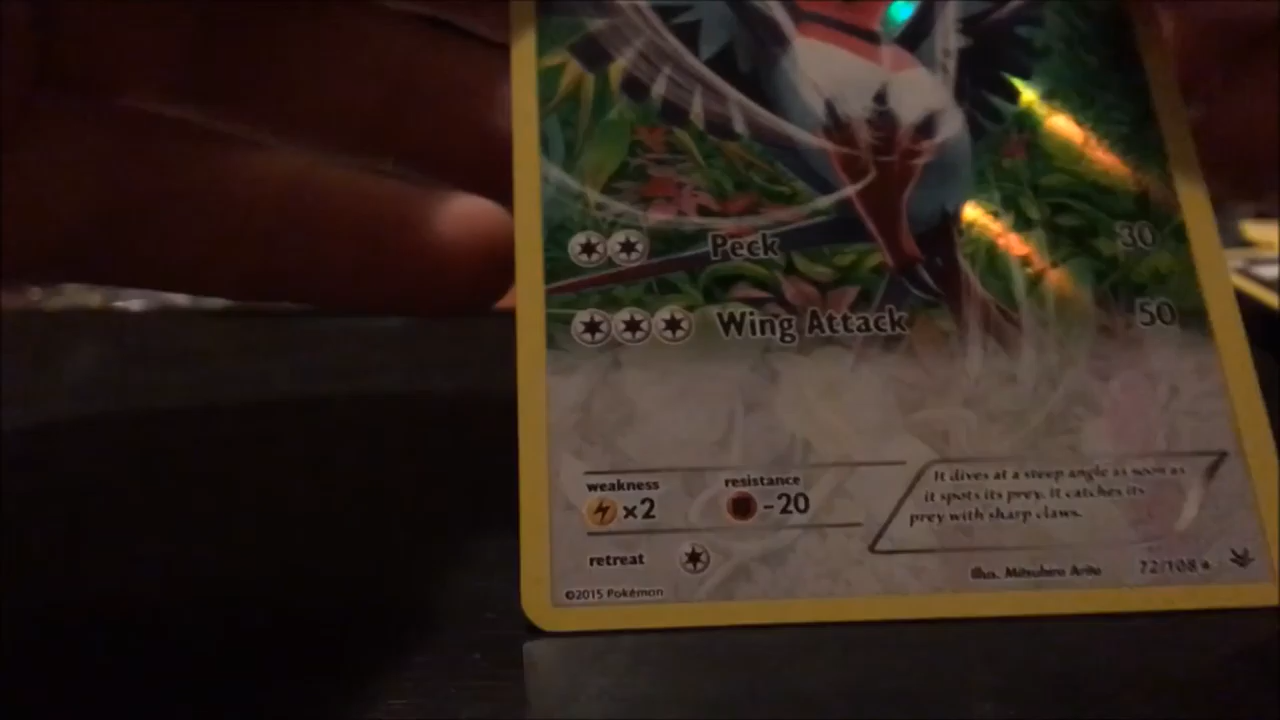 Peck 30
Wing Attack 50
weakness
×2
resistance
-20
retreat
It dives at a steep angle as soon as
it spots its prey. It catches its
prey with sharp claws.
Illus. Mitsuhiro Arita
72/108
©2015 Pokémon